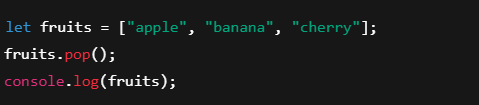 let fruits = ["apple", "banana", "cherry"];
fruits.pop();
console.log(fruits);